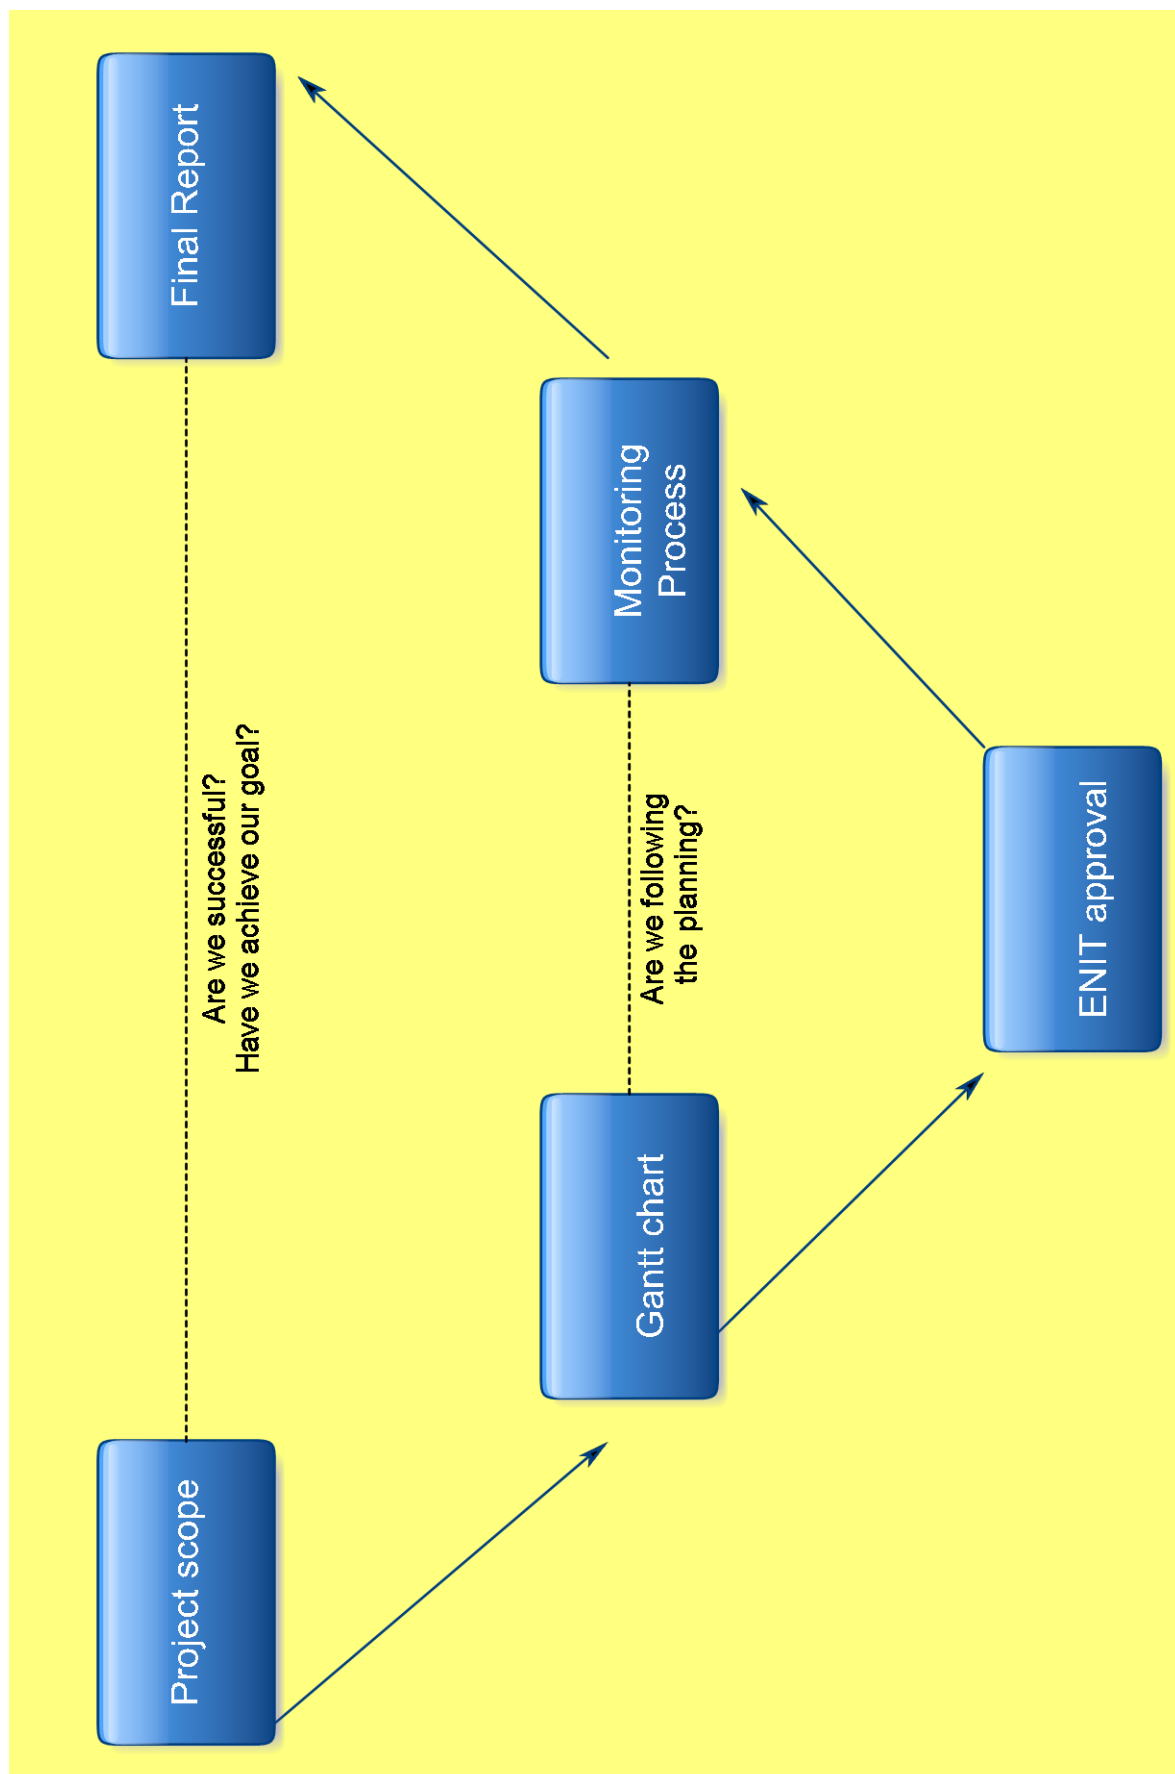 Project scope
Final Report
Are we successful?
Have we achieve our goal?
Gantt chart
Monitoring
Process
Are we following
the planning?
ENIT approval